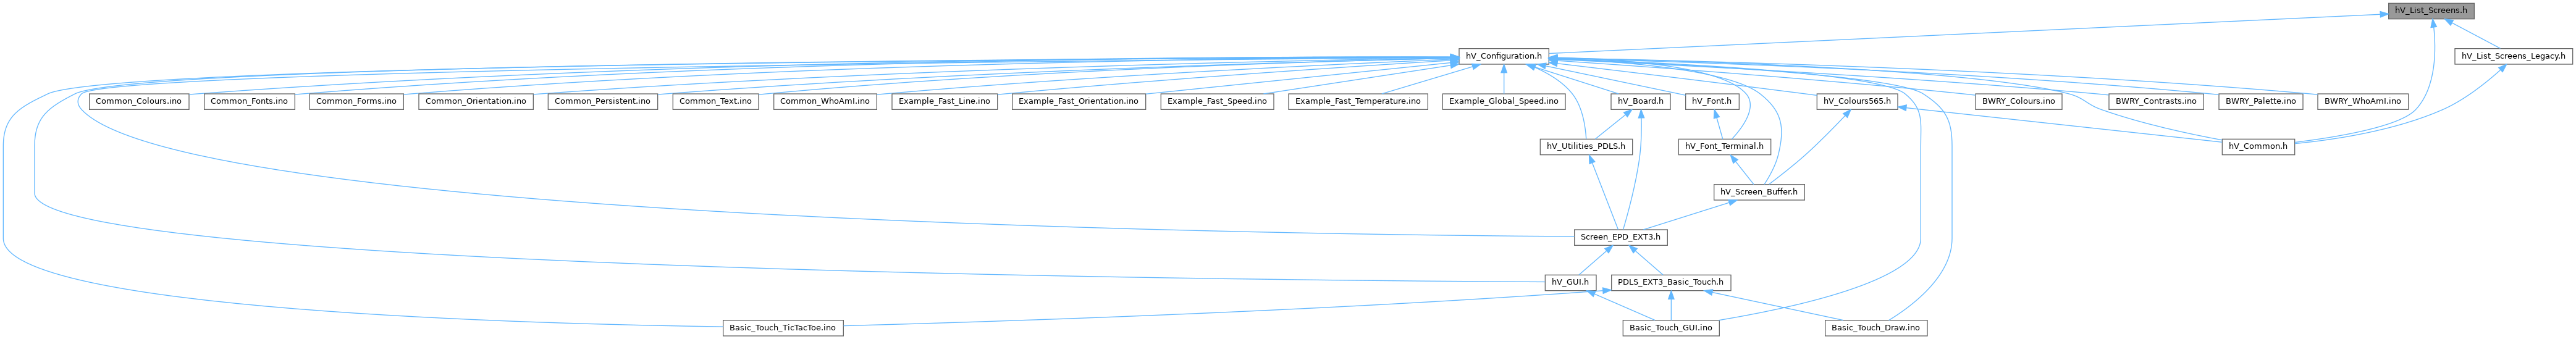 hV_List_Screens.h
hV_Configuration.h
hV_List_Screens_Legacy.h
Common_Colours.ino
Common_Fonts.ino
Common_Forms.ino
Common_Orientation.ino
Common_Persistent.ino
Common_Text.ino
Common_WhoAmI.ino
Example_Fast_Line.ino
Example_Fast_Orientation.ino
Example_Fast_Speed.ino
Example_Fast_Temperature.ino
Example_Global_Speed.ino
hV_Board.h
hV_Font.h
hV_Colours565.h
BWRY_Colours.ino
BWRY_Contrasts.ino
BWRY_Palette.ino
BWRY_WhoAmI.ino
hV_Utilities_PDLS.h
hV_Font_Terminal.h
hV_Common.h
hV_Screen_Buffer.h
Screen_EPD_EXT3.h
hV_GUI.h
PDLS_EXT3_Basic_Touch.h
Basic_Touch_TicTacToe.ino
Basic_Touch_GUI.ino
Basic_Touch_Draw.ino